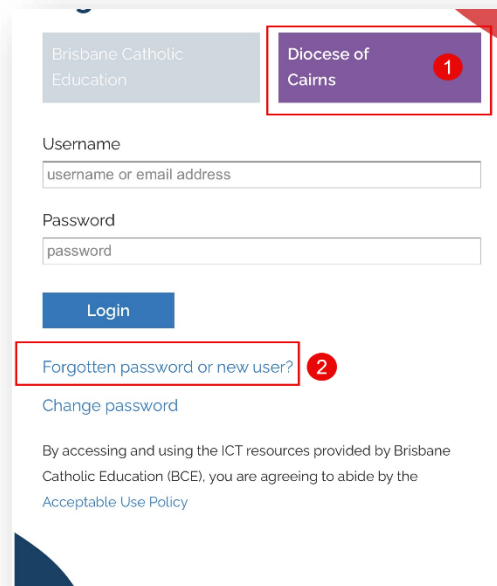 Brisbane Catholic
Education
Diocese of
Cairns
1
Username
username or email address
Password
password
Login
Forgotten password or new user?
2
Change password
By accessing and using the ICT resources provided by Brisbane
Catholic Education (BCE), you are agreeing to abide by the
Acceptable Use Policy